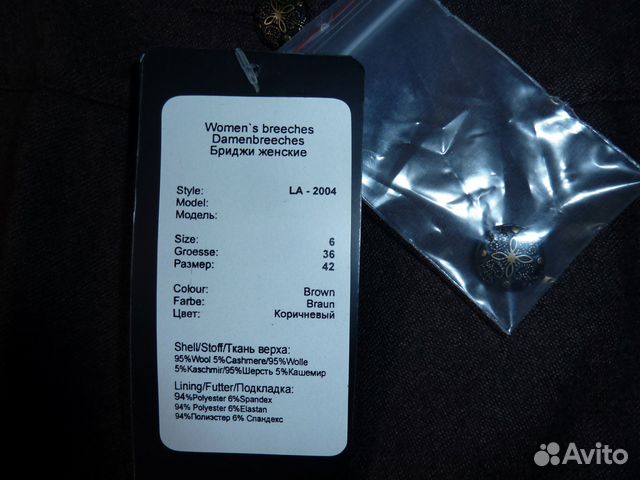 Women`s breeches
Damenbreeches
Бриджи женские
Style: LA - 2004
Model:
Модель:
Size: 6
Groesse: 36
Размер: 42
Colour: Brown
Farbe: Braun
Цвет: Коричневый
Shell/Stoff/Ткань верха:
95%Wool 5%Cashmere/95%Wolle
5%Kaschmir/95%Шерсть 5%Кашемир
Lining/Futter/Подкладка:
94%Polyester 6%Spandex
94% Polyester 6%Elastan
94%Полиэстер 6% Спандекс
Avito